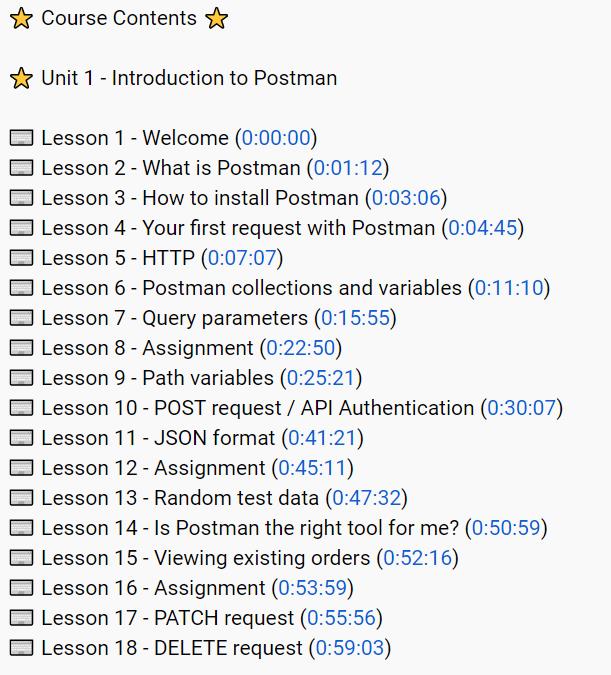 ⭐ Course Contents ⭐
⭐ Unit 1 - Introduction to Postman
⌨️ Lesson 1 - Welcome (0:00:00)
⌨️ Lesson 2 - What is Postman (0:01:12)
⌨️ Lesson 3 - How to install Postman (0:03:06)
⌨️ Lesson 4 - Your first request with Postman (0:04:45)
⌨️ Lesson 5 - HTTP (0:07:07)
⌨️ Lesson 6 - Postman collections and variables (0:11:10)
⌨️ Lesson 7 - Query parameters (0:15:55)
⌨️ Lesson 8 - Assignment (0:22:50)
⌨️ Lesson 9 - Path variables (0:25:21)
⌨️ Lesson 10 - POST request / API Authentication (0:30:07)
⌨️ Lesson 11 - JSON format (0:41:21)
⌨️ Lesson 12 - Assignment (0:45:11)
⌨️ Lesson 13 - Random test data (0:47:32)
⌨️ Lesson 14 - Is Postman the right tool for me? (0:50:59)
⌨️ Lesson 15 - Viewing existing orders (0:52:16)
⌨️ Lesson 16 - Assignment (0:53:59)
⌨️ Lesson 17 - PATCH request (0:55:56)
⌨️ Lesson 18 - DELETE request (0:59:03)